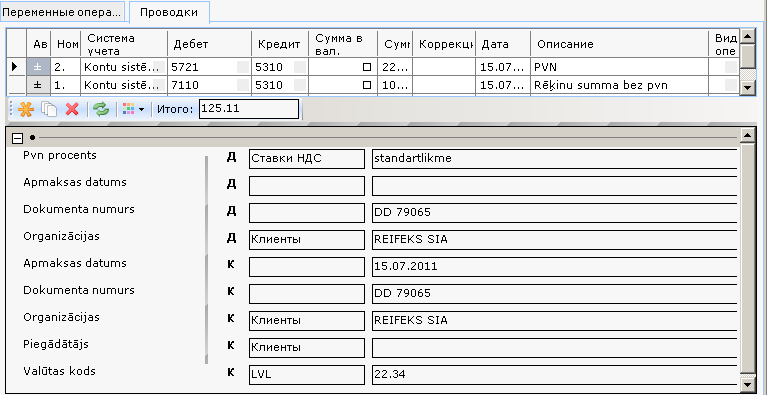 Переменные опера... Проводки
Ав Ном Система учета Дебет Кредит Сумма в вал. Сумм Коррекци Дата Описание Вид опе
± 2. Kontu sistē... 5721 5310 22... 15.07... PVN
± 1. Kontu sistē... 7110 5310 10... 15.07... Rēķinu summa bez pvn
Итого: 125.11
Pvn procents Д Ставки НДС standartlikme
Apmaksas datums Д
Dokumenta numurs Д DD 79065
Organizācijas Д Клиенты REIFEKS SIA
Apmaksas datums К 15.07.2011
Dokumenta numurs К DD 79065
Organizācijas К Клиенты REIFEKS SIA
Piegādātājs К Клиенты
Valūtas kods К LVL 22.34